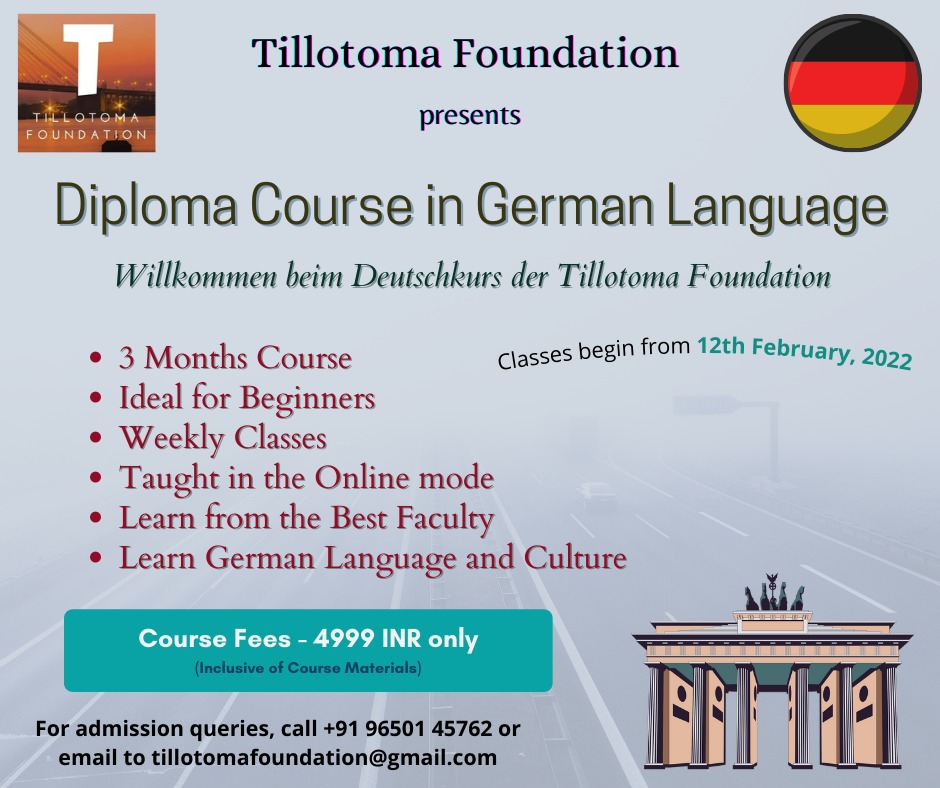 T
TILLOTOMA
FOUNDATION
Tillotoma Foundation
presents
Diploma Course in German Language
Willkommen beim Deutschkurs der Tillotoma Foundation
Classes begin from 12th February, 2022
• 3 Months Course
• Ideal for Beginners
• Weekly Classes
• Taught in the Online mode
• Learn from the Best Faculty
• Learn German Language and Culture
Course Fees - 4999 INR only
(Inclusive of Course Materials)
For admission queries, call +91 96501 45762 or
email to tillotomafoundation@gmail.com